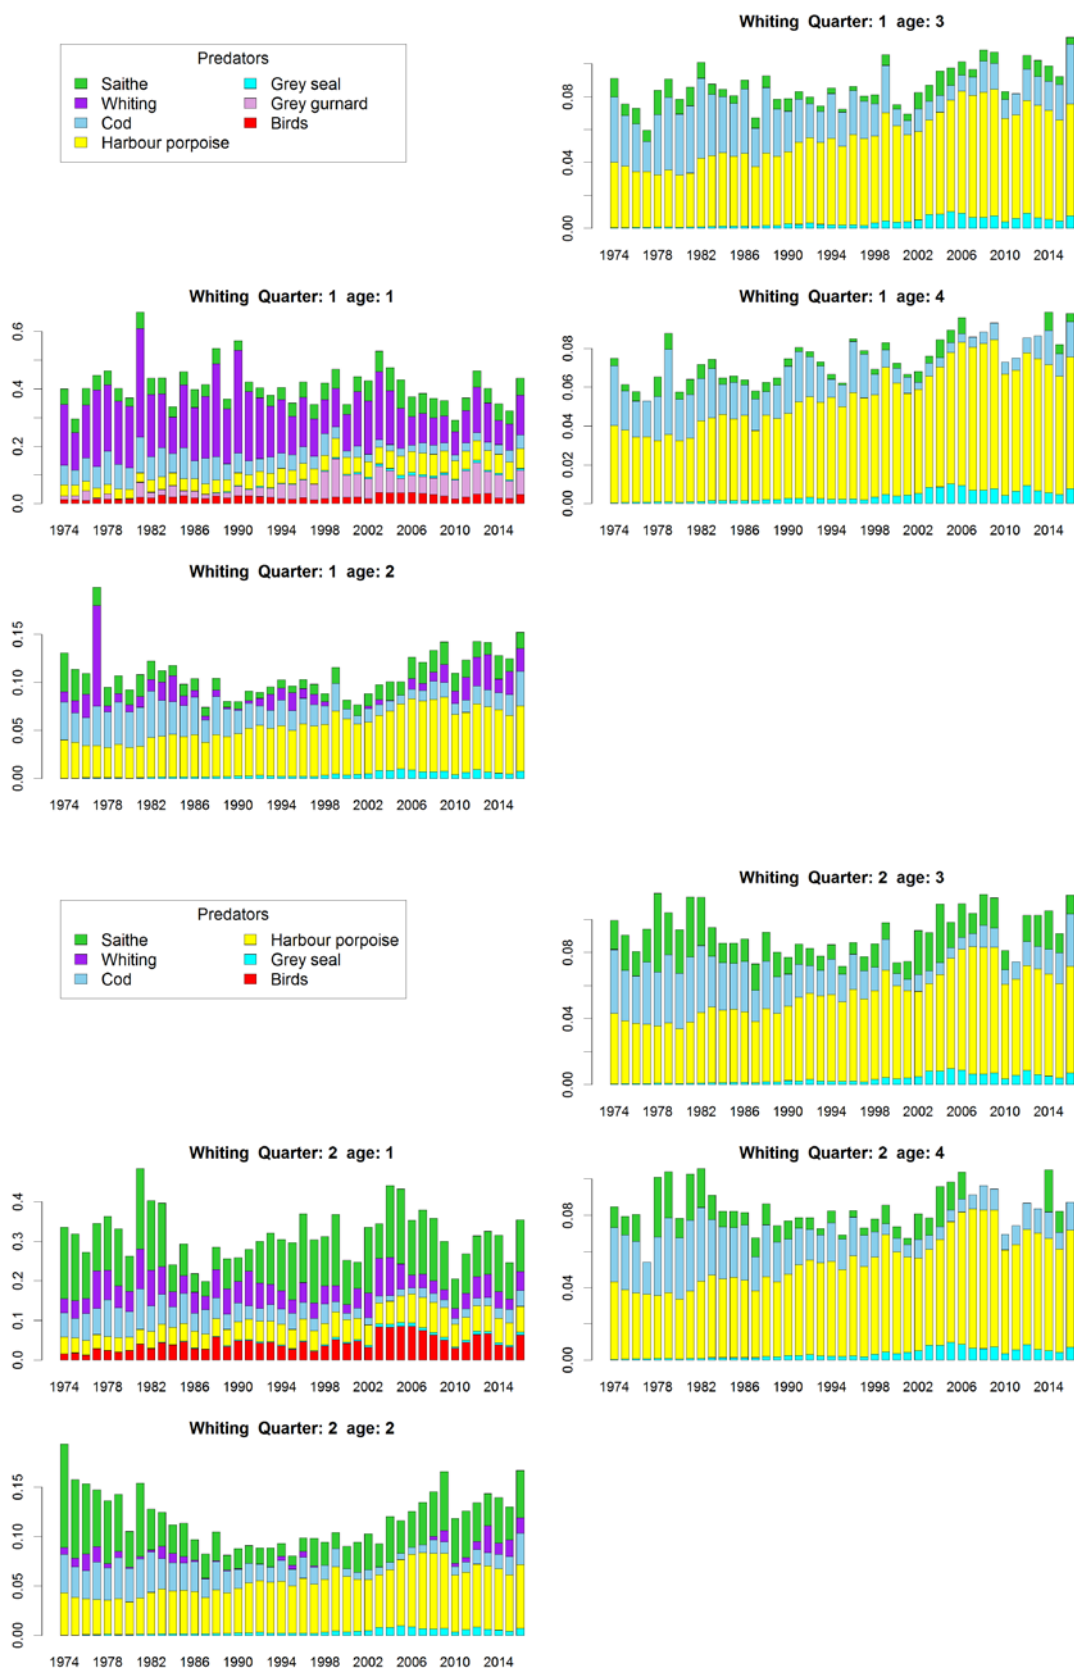 Whiting Quarter: 1 age: 3
Predators
Saithe Grey seal
Whiting Grey gurnard
Cod Birds
Harbour porpoise
0.00 0.04 0.08
1974 1978 1982 1986 1990 1994 1998 2002 2006 2010 2014
Whiting Quarter: 1 age: 1
0.0 0.2 0.4 0.6
1974 1978 1982 1986 1990 1994 1998 2002 2006 2010 2014
Whiting Quarter: 1 age: 4
0.00 0.02 0.04 0.06 0.08
1974 1978 1982 1986 1990 1994 1998 2002 2006 2010 2014
Whiting Quarter: 1 age: 2
0.00 0.05 0.10 0.15
1974 1978 1982 1986 1990 1994 1998 2002 2006 2010 2014
Whiting Quarter: 2 age: 3
Predators
Saithe Harbour porpoise
Whiting Grey seal
Cod Birds
0.00 0.04 0.08
1974 1978 1982 1986 1990 1994 1998 2002 2006 2010 2014
Whiting Quarter: 2 age: 1
0.0 0.1 0.2 0.3 0.4
1974 1978 1982 1986 1990 1994 1998 2002 2006 2010 2014
Whiting Quarter: 2 age: 4
0.00 0.04 0.08
1974 1978 1982 1986 1990 1994 1998 2002 2006 2010 2014
Whiting Quarter: 2 age: 2
0.00 0.05 0.10 0.15
1974 1978 1982 1986 1990 1994 1998 2002 2006 2010 2014